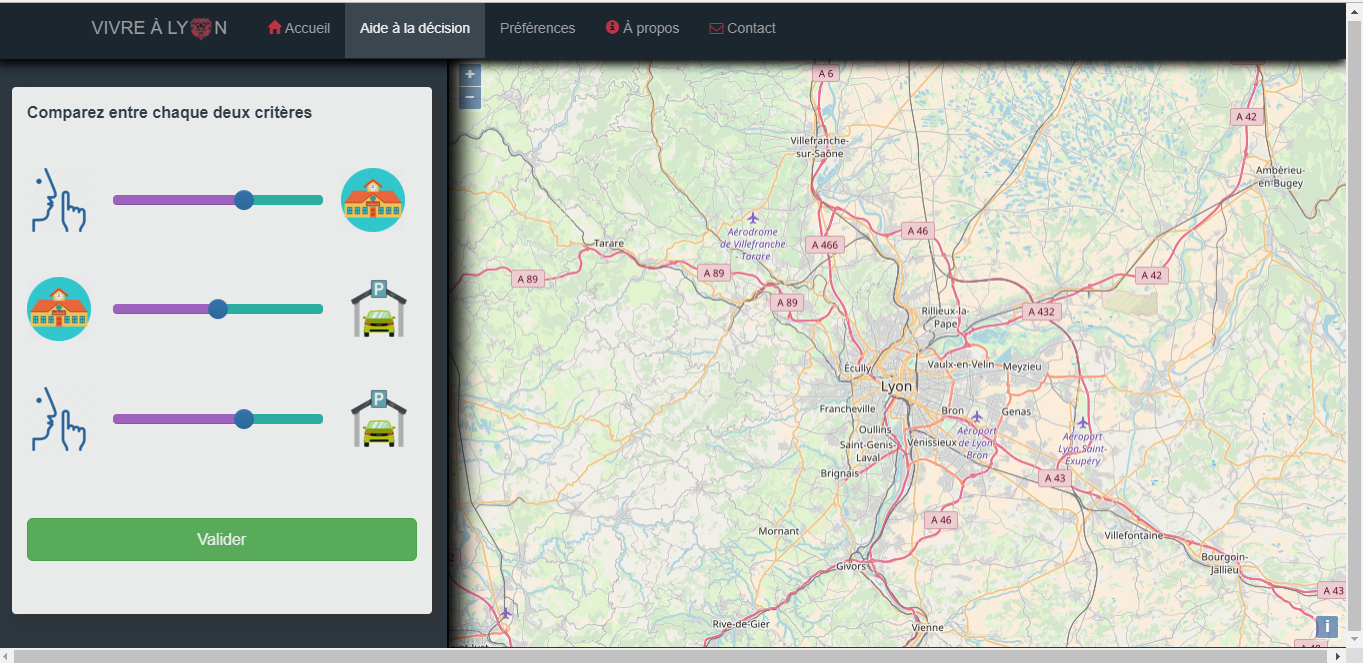 VIVRE À LY N
Accueil
Aide à la décision
Préférences
À propos
Contact
Comparez entre chaque deux critères
P
P
Valider
+
−
A 6
A 42
Villefranche-
sur-Saône
Ambérieu-
en-Bugey
Aérodrome
de Villefranche
- Tarare
A 46
Tarare
A 466
A 89
A 89
A 42
A 89
Rillieux-la-
Pape
A 432
Écully
Vaulx-en-Velin
Meyzieu
Lyon
Francheville
Bron
Genas
Oullins
Aéroport
de Lyon-
Bron
Aéroport
Lyon Saint-
Exupéry
Saint-Genis-
Laval
Vénissieux
Brignais
A 43
A 46
Mornant
Villefontaine
Bourgoin-
Jallieu
Givors
A 43
Rive-de-Gier
Vienne
i